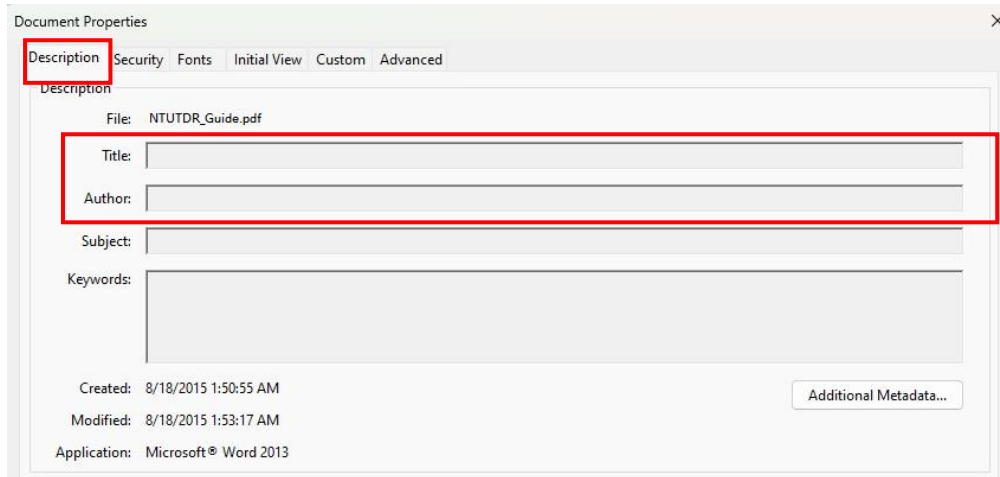 Document Properties
Description Security Fonts Initial View Custom Advanced
Description
File: NTUTDR_Guide.pdf
Title:
Author:
Subject:
Keywords:
Created: 8/18/2015 1:50:55 AM
Additional Metadata...
Modified: 8/18/2015 1:53:17 AM
Application: Microsoft® Word 2013